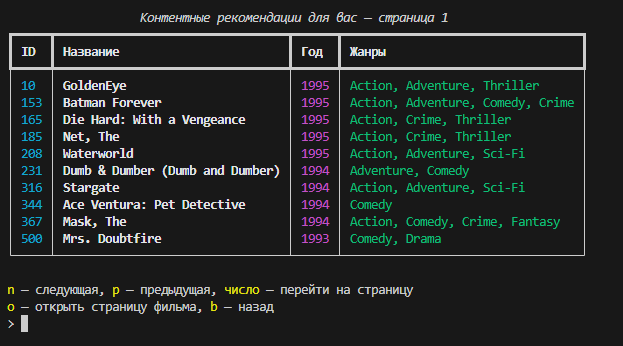 Контентные рекомендации для вас — страница 1
ID Название Год Жанры
10 GoldenEye 1995 Action, Adventure, Thriller
153 Batman Forever 1995 Action, Adventure, Comedy, Crime
165 Die Hard: With a Vengeance 1995 Action, Crime, Thriller
185 Net, The 1995 Action, Crime, Thriller
208 Waterworld 1995 Action, Adventure, Sci-Fi
231 Dumb & Dumber (Dumb and Dumber) 1994 Adventure, Comedy
316 Stargate 1994 Action, Adventure, Sci-Fi
344 Ace Ventura: Pet Detective 1994 Comedy
367 Mask, The 1994 Action, Comedy, Crime, Fantasy
500 Mrs. Doubtfire 1993 Comedy, Drama
n — следующая, p — предыдущая, число — перейти на страницу
o — открыть страницу фильма, b — назад
>